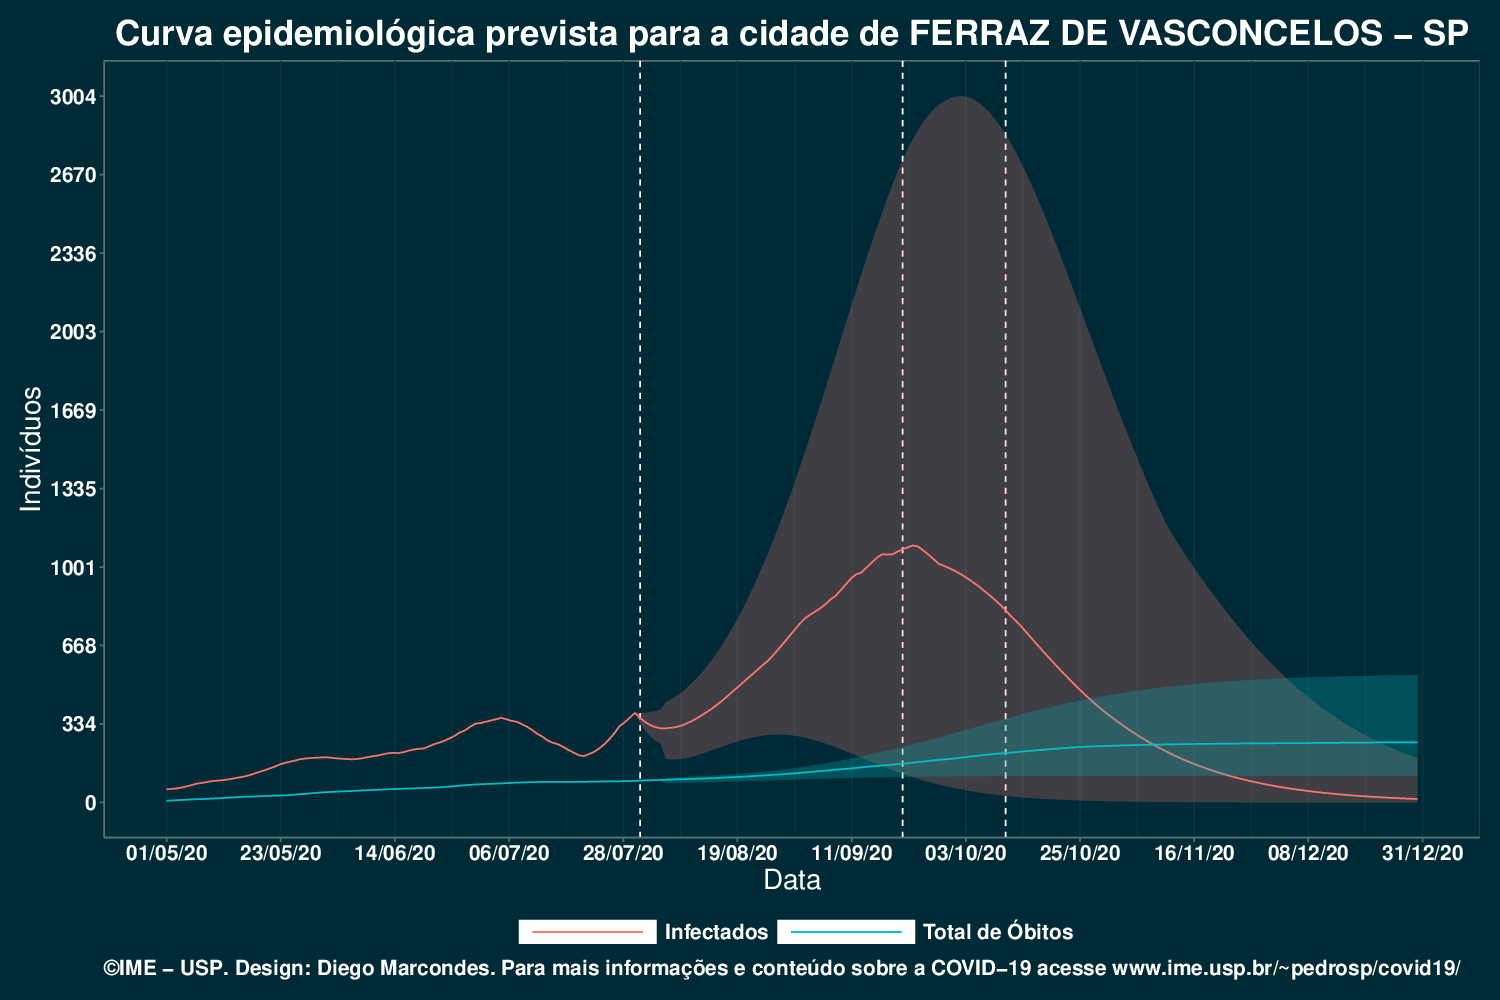 Curva epidemiológica prevista para a cidade de FERRAZ DE VASCONCELOS – SP
3004
2670
2336
2003
1669
1335
1001
668
334
0
Indivíduos
01/05/20 23/05/20 14/06/20 06/07/20 28/07/20 19/08/20 11/09/20 03/10/20 25/10/20 16/11/20 08/12/20 31/12/20
Data
Infectados Total de Óbitos
©IME – USP. Design: Diego Marcondes. Para mais informações e conteúdo sobre a COVID–19 acesse www.ime.usp.br/~pedrosp/covid19/